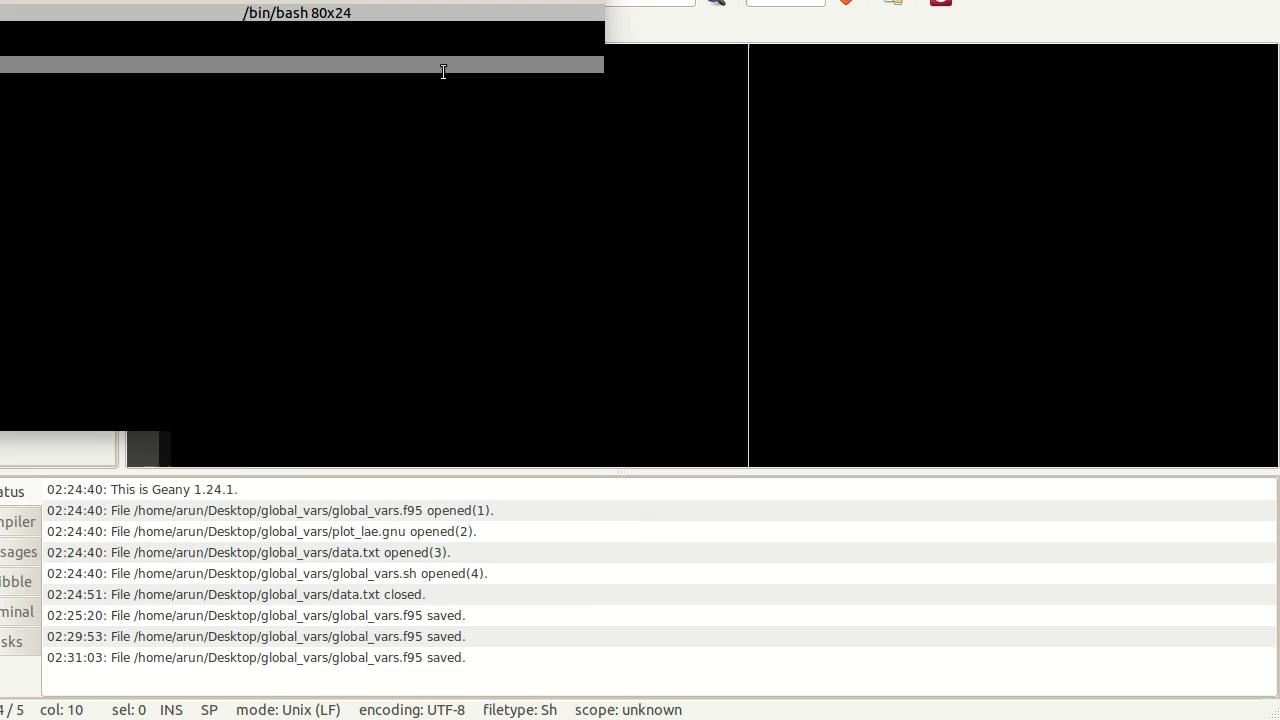 /bin/bash 80x24
atus
mpiler
sages
ibble
minal
sks
02:24:40: This is Geany 1.24.1.
02:24:40: File /home/arun/Desktop/global_vars/global_vars.f95 opened(1).
02:24:40: File /home/arun/Desktop/global_vars/plot_lae.gnu opened(2).
02:24:40: File /home/arun/Desktop/global_vars/data.txt opened(3).
02:24:40: File /home/arun/Desktop/global_vars/global_vars.sh opened(4).
02:24:51: File /home/arun/Desktop/global_vars/data.txt closed.
02:25:20: File /home/arun/Desktop/global_vars/global_vars.f95 saved.
02:29:53: File /home/arun/Desktop/global_vars/global_vars.f95 saved.
02:31:03: File /home/arun/Desktop/global_vars/global_vars.f95 saved.
4 / 5 col: 10 sel: 0 INS SP mode: Unix (LF) encoding: UTF-8 filetype: Sh scope: unknown